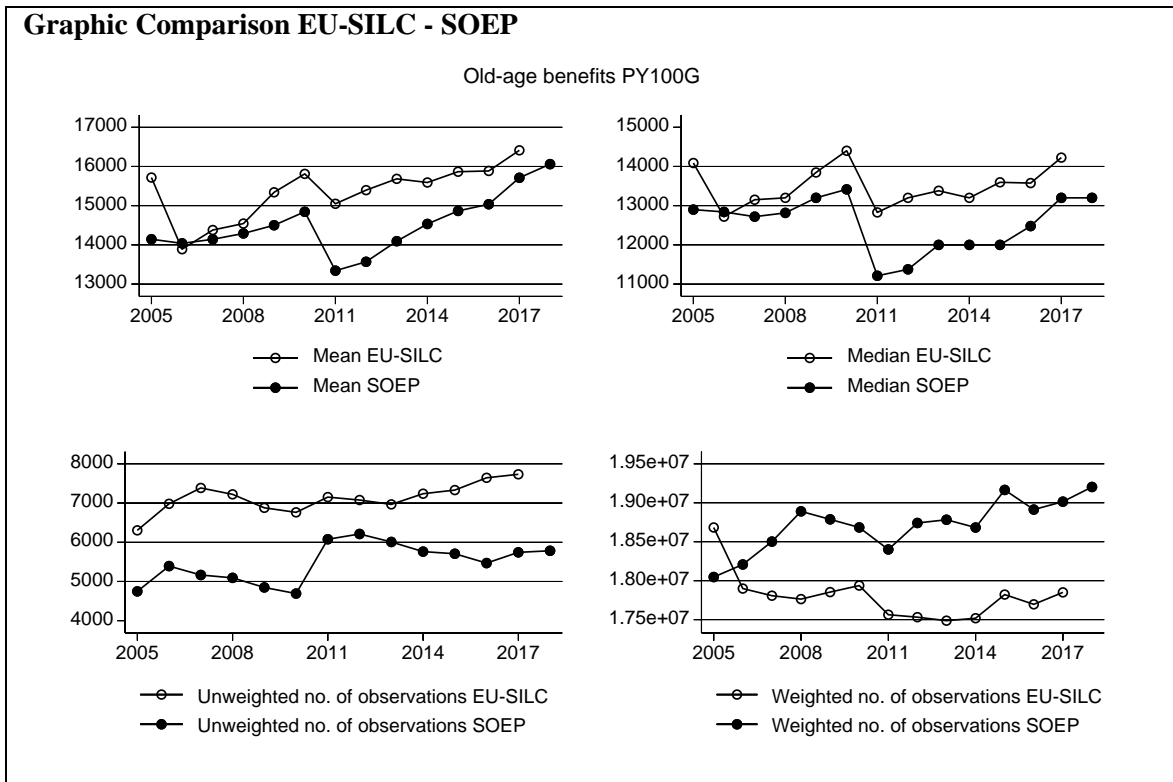 Graphic Comparison EU-SILC - SOEP
Old-age benefits PY100G
17000
16000
15000
14000
13000
2005 2008 2011 2014 2017
Mean EU-SILC
Mean SOEP
15000
14000
13000
12000
11000
2005 2008 2011 2014 2017
Median EU-SILC
Median SOEP
8000
7000
6000
5000
4000
2005 2008 2011 2014 2017
Unweighted no. of observations EU-SILC
Unweighted no. of observations SOEP
1.95e+07
1.90e+07
1.85e+07
1.80e+07
1.75e+07
2005 2008 2011 2014 2017
Weighted no. of observations EU-SILC
Weighted no. of observations SOEP